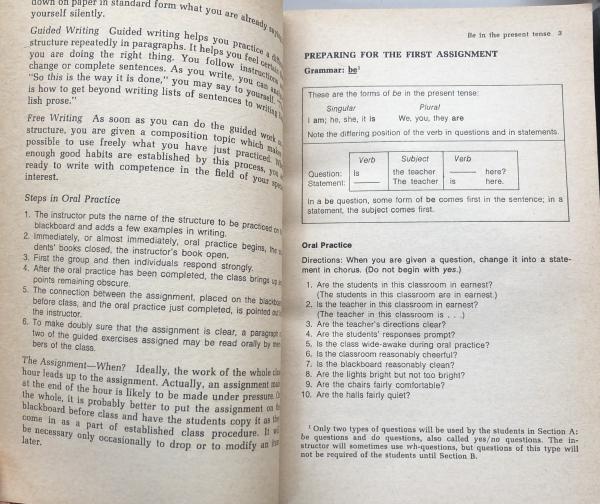 down on paper in standard form what you are already
yourself silently.
Guided Writing Guided writing helps you practice a
structure repeatedly in paragraphs. It helps you feel
you are doing the right thing. You follow instructions
change or complete sentences. As you write, you can
"So this is the way it is done," you may to yourself,
is how to get beyond writing lists of sentences to writing
lish prose."
Free Writing As soon as you can do the guided work
structure, you are given a composition topic which
possible to use freely what you have just practiced.
enough good habits are established by this process, you
ready to write with competence in the field of your
interest.
Steps in Oral Practice
1. The instructor puts the name of the structure to be practiced
blackboard and adds a few examples in writing.
2. Immediately, or almost immediately, oral practice begins, the
dents' books closed, the instructor's book open.
3. First the group and then individuals respond strongly.
4. After the oral practice has been completed, the class brings up
points remaining obscure.
5. The connection between the assignment, placed on the
before class, and the oral practice just completed, is pointed
the instructor.
6. To make doubly sure that the assignment is clear, a paragraph
two of the guided exercises assigned may be read orally by
bers of the class.
The Assignment—When? Ideally, the work of the whole
hour leads up to the assignment. Actually, an assignment
at the end of the hour is likely to be made under pressure.
the whole, it is probably better to put the assignment on
blackboard before class and have the students copy it as
come in as a part of established class procedure. It
be necessary only occasionally to drop or to modify an
later.
Be in the present tense 3
PREPARING FOR THE FIRST ASSIGNMENT
Grammar: be¹
These are the forms of be in the present tense:
Singular Plural
I am; he, she, it is We, you, they are
Note the differing position of the verb in questions and in statements.
Verb Subject Verb
Question: Is the teacher ——— here?
Statement: ——— The teacher is here.
In a be question, some form of be comes first in the sentence; in a
statement, the subject comes first.
Oral Practice
Directions: When you are given a question, change it into a state-
ment in chorus. (Do not begin with yes.)
1. Are the students in this classroom in earnest?
(The students in this classroom are in earnest.)
2. Is the teacher in this classroom in earnest?
(The teacher in this classroom is . . .)
3. Are the teacher's directions clear?
4. Are the students' responses prompt?
5. Is the class wide-awake during oral practice?
6. Is the classroom reasonably cheerful?
7. Is the blackboard reasonably clean?
8. Are the lights bright but not too bright?
9. Are the chairs fairly comfortable?
10. Are the halls fairly quiet?
¹ Only two types of questions will be used by the students in Section A:
be questions and do questions, also called yes/no questions. The in-
structor will sometimes use wh-questions, but questions of this type will
not be required of the students until Section B.